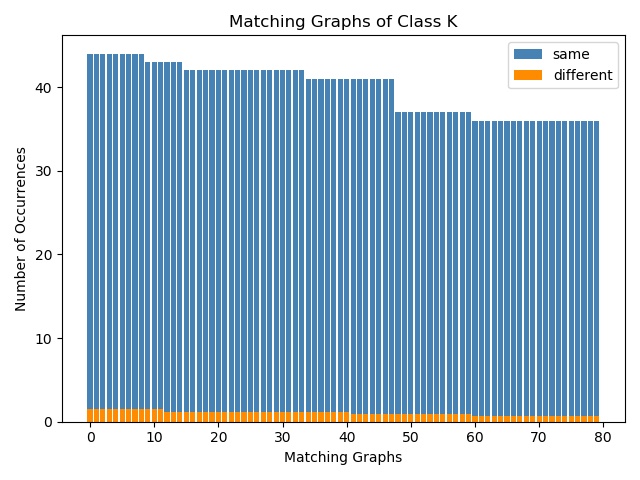 Matching Graphs of Class K
same
different
Number of Occurrences
40
30
20
10
0
0 10 20 30 40 50 60 70 80
Matching Graphs